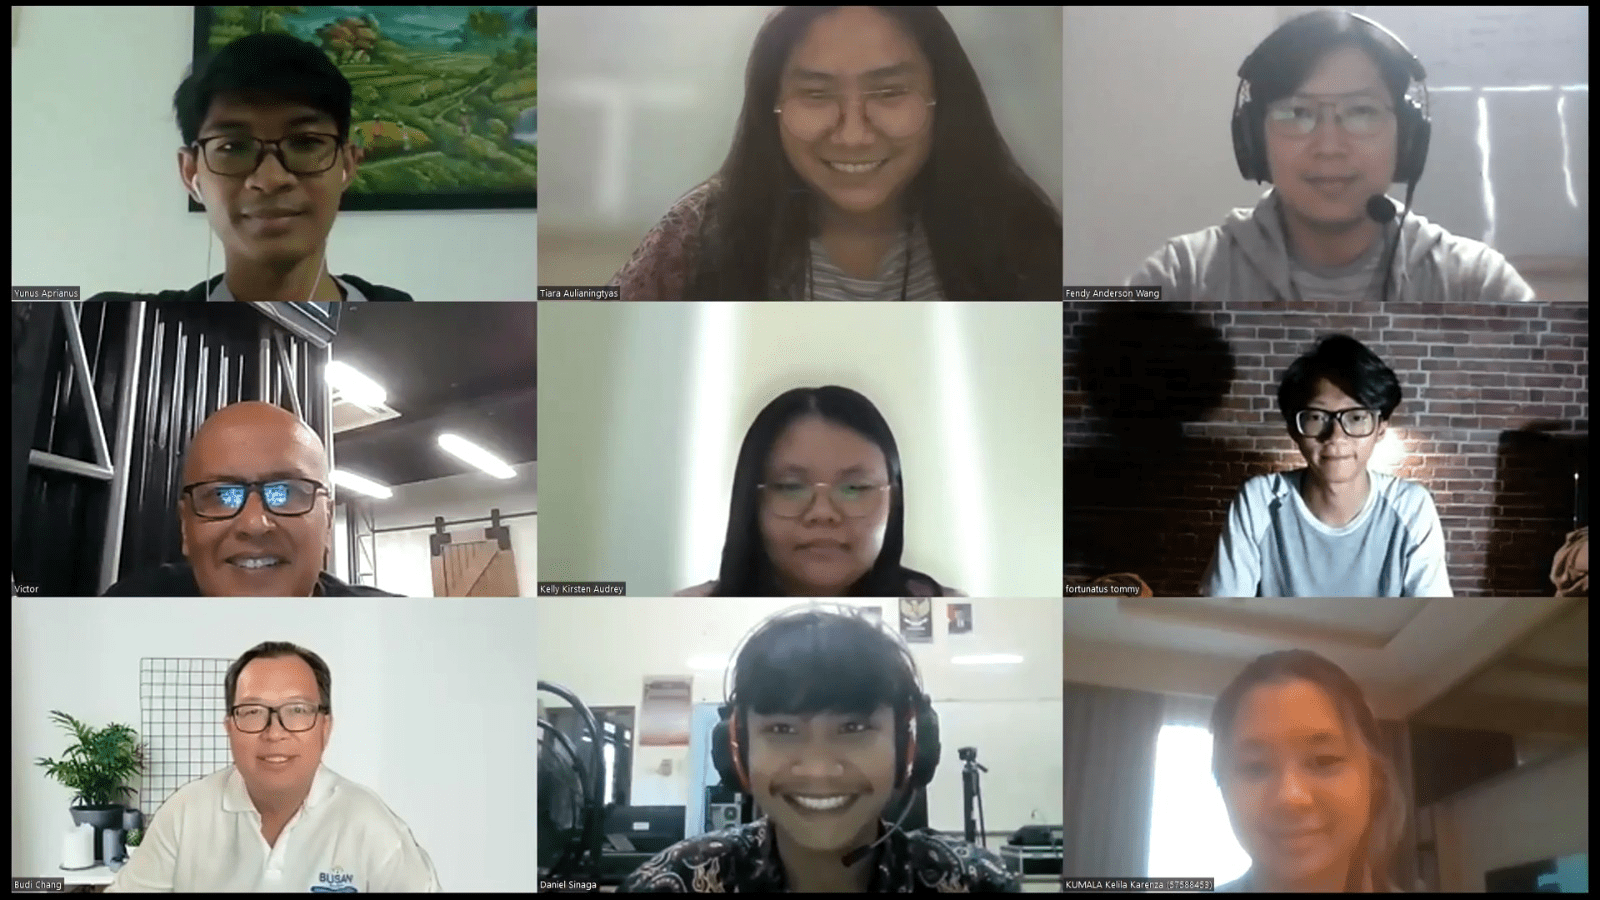 Yunus Aprianus
Tiara Aulianingtyas
Fendy Anderson Wang
Victor
Kelly Kirsten Audrey
fortunatus tommy
Budi Chang
BUSAN
Daniel Sinaga
KUMALA Kelila Karenza (57588453)